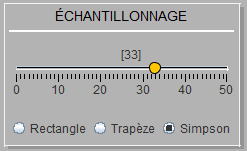 ÉCHANTILLONNAGE
[33]
0 10 20 30 40 50
Rectangle Trapèze Simpson